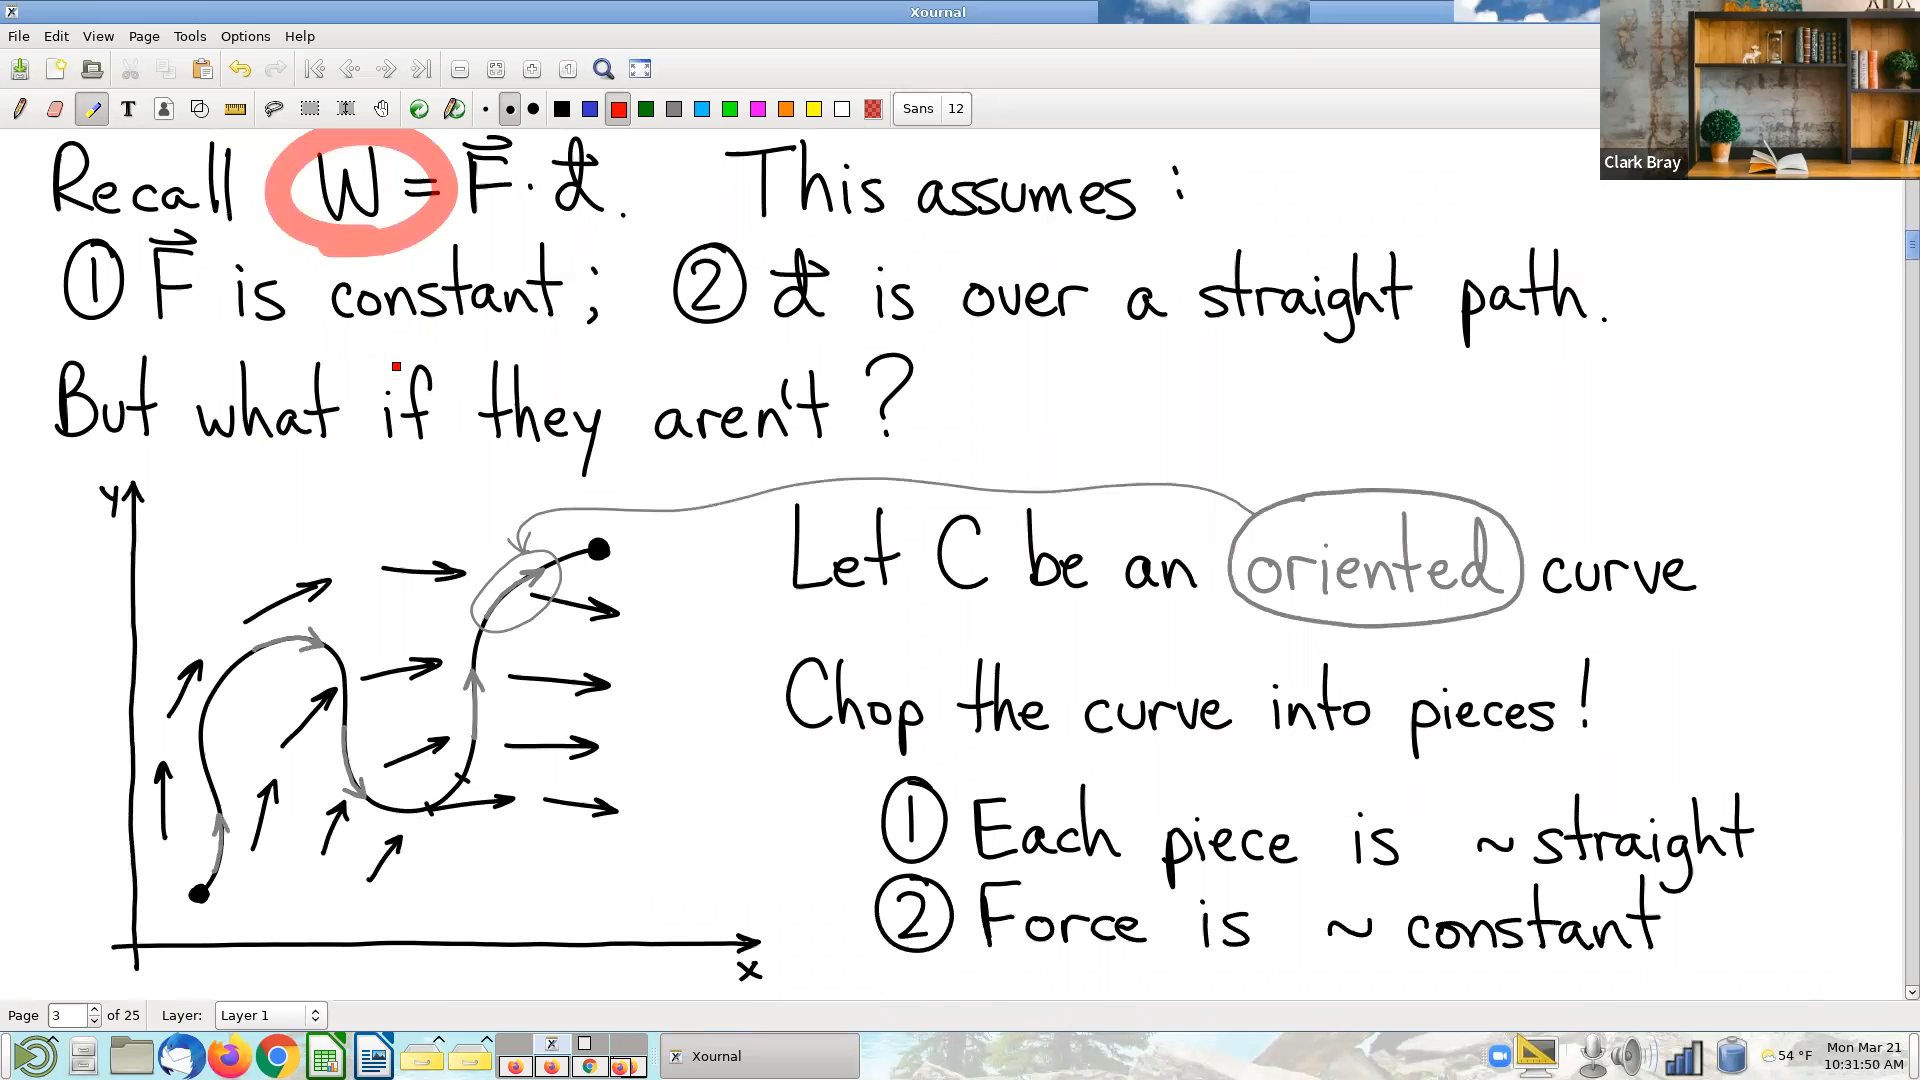 Xournal
File Edit View Page Tools Options Help
Sans 12
Clark Bray
Recall W = F⃗ · d⃗. This assumes:
① F⃗ is constant; ② d⃗ is over a straight path.
But what if they aren't?
y
x
Let C be an oriented curve
Chop the curve into pieces!
① Each piece is ~ straight
② Force is ~ constant
Page 3 of 25 Layer: Layer 1
Xournal
54 °F
Mon Mar 21
10:31:50 AM